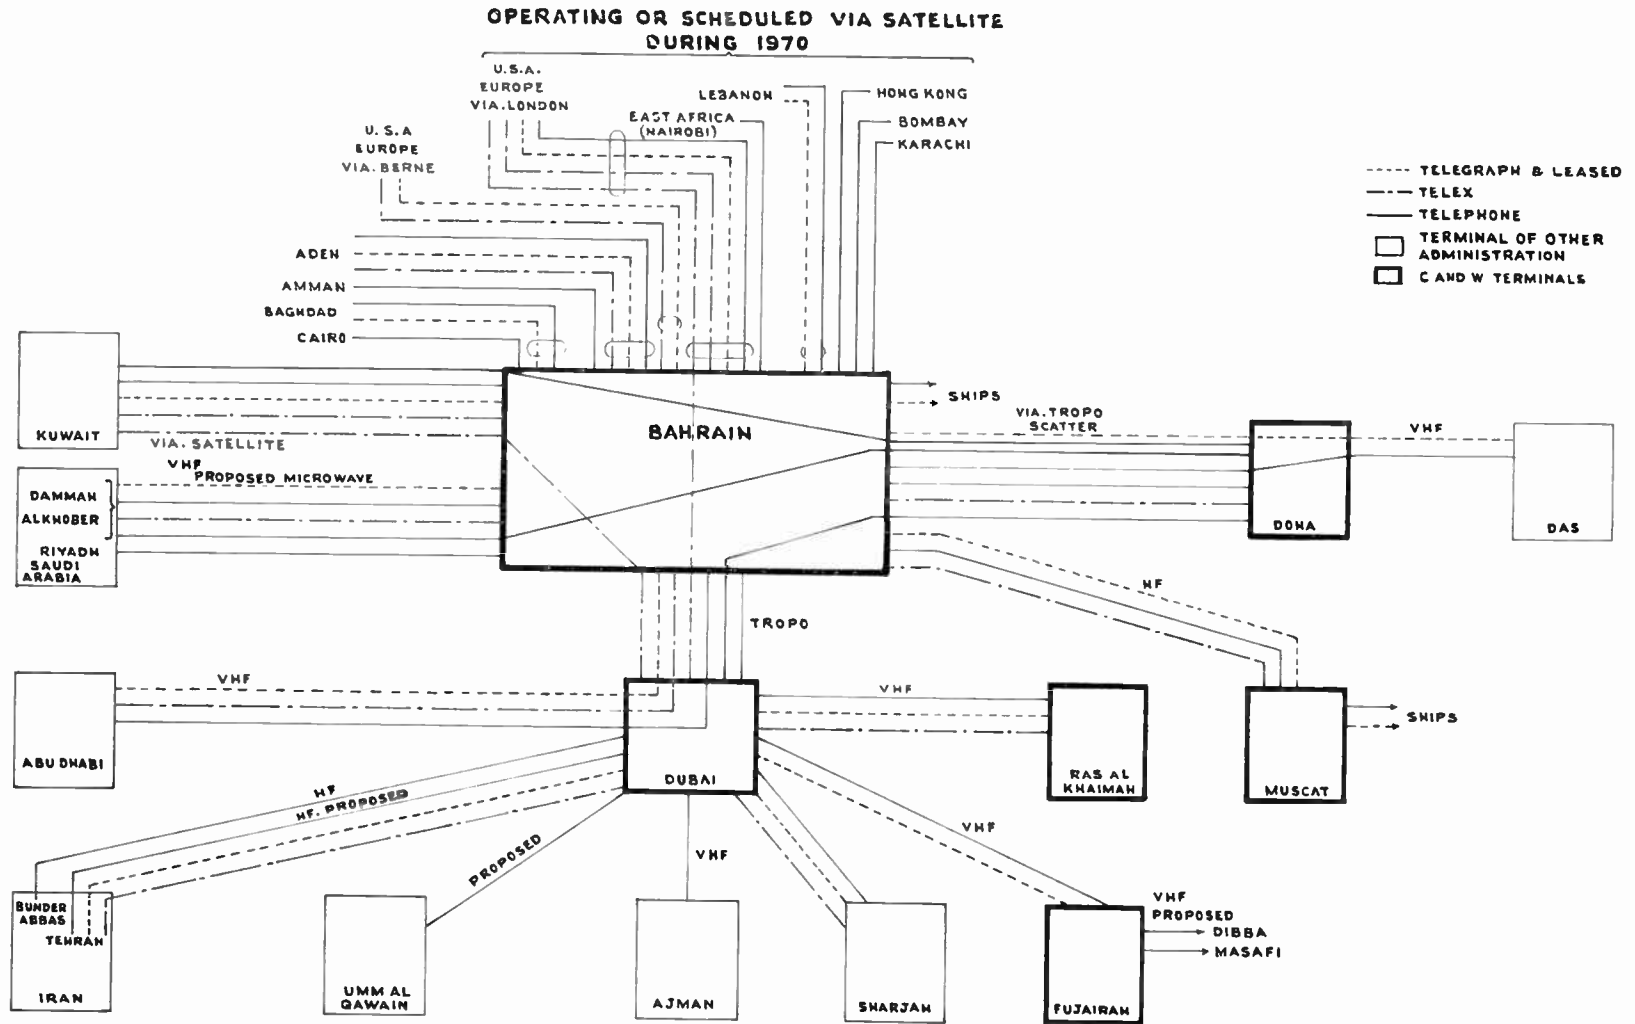 OPERATING OR SCHEDULED VIA SATELLITE
DURING 1970
U.S.A.
EUROPE
VIA. LONDON
LEBANON
HONG KONG
EAST AFRICA
(NAIROBI)
BOMBAY
KARACHI
U.S.A
EUROPE
VIA. BERNE
TELEGRAPH & LEASED
TELEX
TELEPHONE
TERMINAL OF OTHER
ADMINISTRATION
C AND W TERMINALS
ADEN
AMMAN
BAGHDAD
CAIRO
KUWAIT
VIA. SATELLITE
VHF
PROPOSED MICROWAVE
DAMMAN
ALKHOBER
RIYADH
SAUDI
ARABIA
BAHRAIN
SHIPS
VIA. TROPO
SCATTER
VHF
DOHA
DAS
HF
TROPO
ABU DHABI
VHF
DUBAI
VHF
RAS AL
KHAIMAH
MUSCAT
SHIPS
HF
HF. PROPOSED
PROPOSED
VHF
VHF
BUNDER
ABBAS
TEHRAN
IRAN
UMM AL
QAWAIN
AJMAN
SHARJAH
FUJAIRAH
VHF
PROPOSED
DIBBA
MASAFI